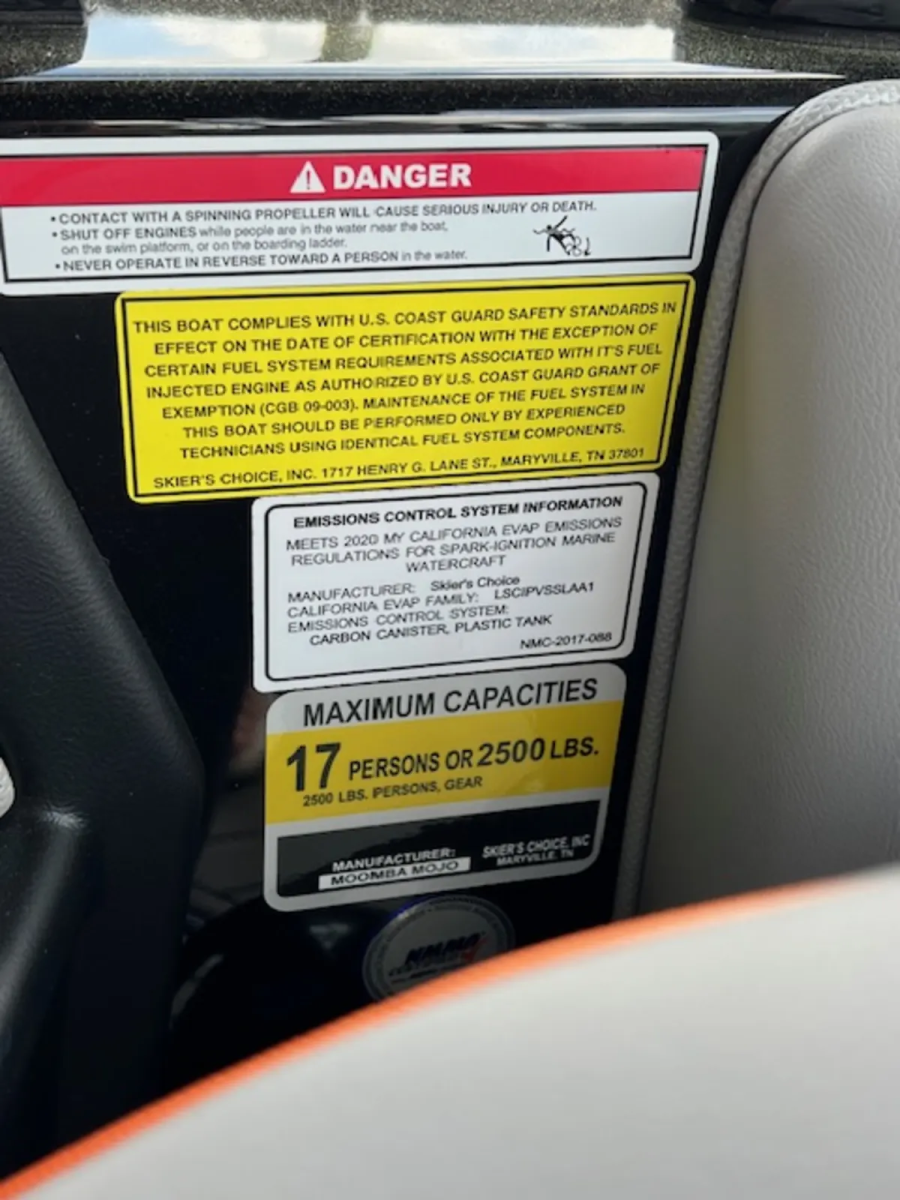 DANGER
• CONTACT WITH A SPINNING PROPELLER WILL CAUSE SERIOUS INJURY OR DEATH.
• SHUT OFF ENGINES while people are in the water near the boat,
on the swim platform, or on the boarding ladder.
• NEVER OPERATE IN REVERSE TOWARD A PERSON in the water.
THIS BOAT COMPLIES WITH U.S. COAST GUARD SAFETY STANDARDS IN
EFFECT ON THE DATE OF CERTIFICATION WITH THE EXCEPTION OF
CERTAIN FUEL SYSTEM REQUIREMENTS ASSOCIATED WITH IT'S FUEL
INJECTED ENGINE AS AUTHORIZED BY U.S. COAST GUARD GRANT OF
EXEMPTION (CGB 09-003). MAINTENANCE OF THE FUEL SYSTEM IN
THIS BOAT SHOULD BE PERFORMED ONLY BY EXPERIENCED
TECHNICIANS USING IDENTICAL FUEL SYSTEM COMPONENTS.
SKIER'S CHOICE, INC. 1717 HENRY G. LANE ST., MARYVILLE, TN 37801
EMISSIONS CONTROL SYSTEM INFORMATION
MEETS 2020 MY CALIFORNIA EVAP EMISSIONS
REGULATIONS FOR SPARK-IGNITION MARINE
WATERCRAFT
MANUFACTURER: Skier's Choice
CALIFORNIA EVAP FAMILY: LSCIPVSSLAA1
EMISSIONS CONTROL SYSTEM:
CARBON CANISTER, PLASTIC TANK
NMC-2017-088
MAXIMUM CAPACITIES
17 PERSONS OR 2500 LBS.
2500 LBS. PERSONS, GEAR
MANUFACTURER: SKIER'S CHOICE, INC
MOOMBA MOJO MARYVILLE, TN
NMMA